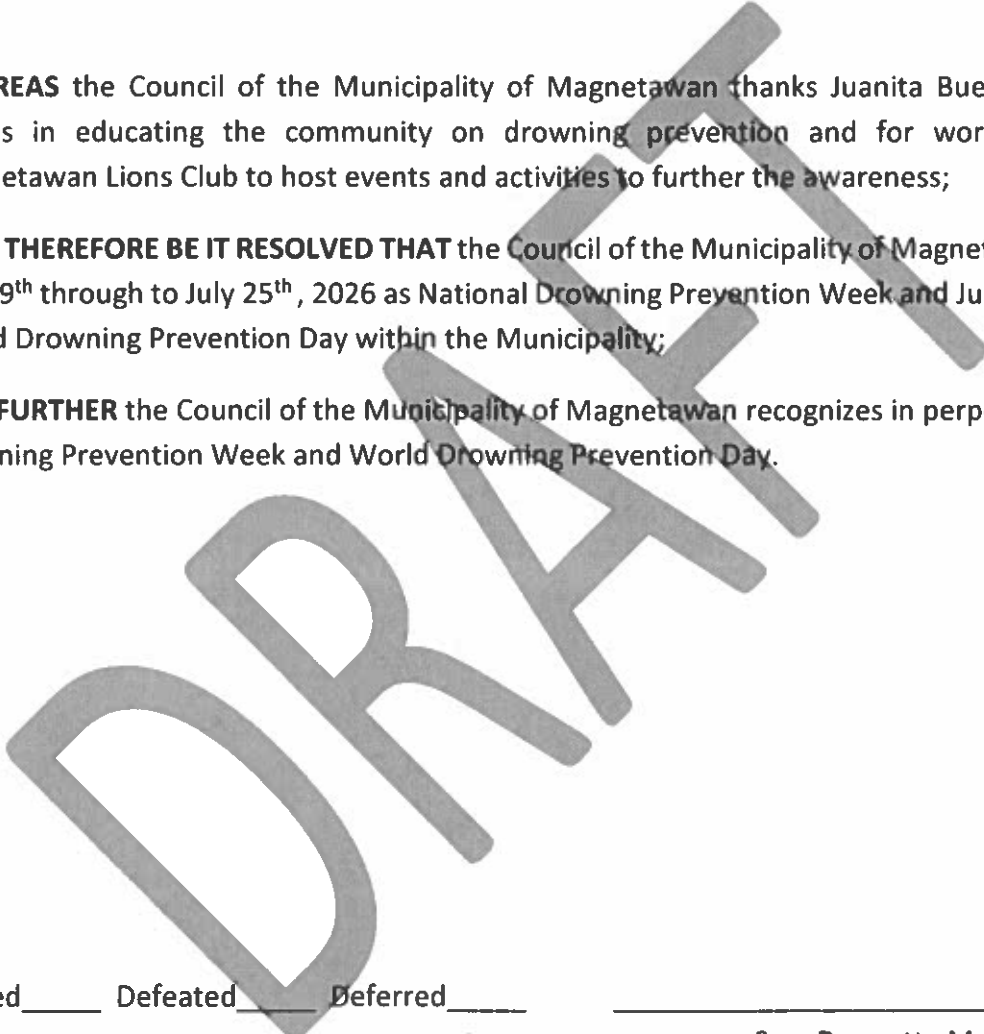 REAS the Council of the Municipality of Magnetawan thanks Juanita Bue
s in educating the community on drowning prevention and for wor
etawan Lions Club to host events and activities to further the awareness;
THEREFORE BE IT RESOLVED THAT the Council of the Municipality of Magnet
9th through to July 25th, 2026 as National Drowning Prevention Week and Ju
d Drowning Prevention Day within the Municipality;
FURTHER the Council of the Municipality of Magnetawan recognizes in perp
ning Prevention Week and World Drowning Prevention Day.
DRAFT
ed_____ Defeated_____ Deferred_____